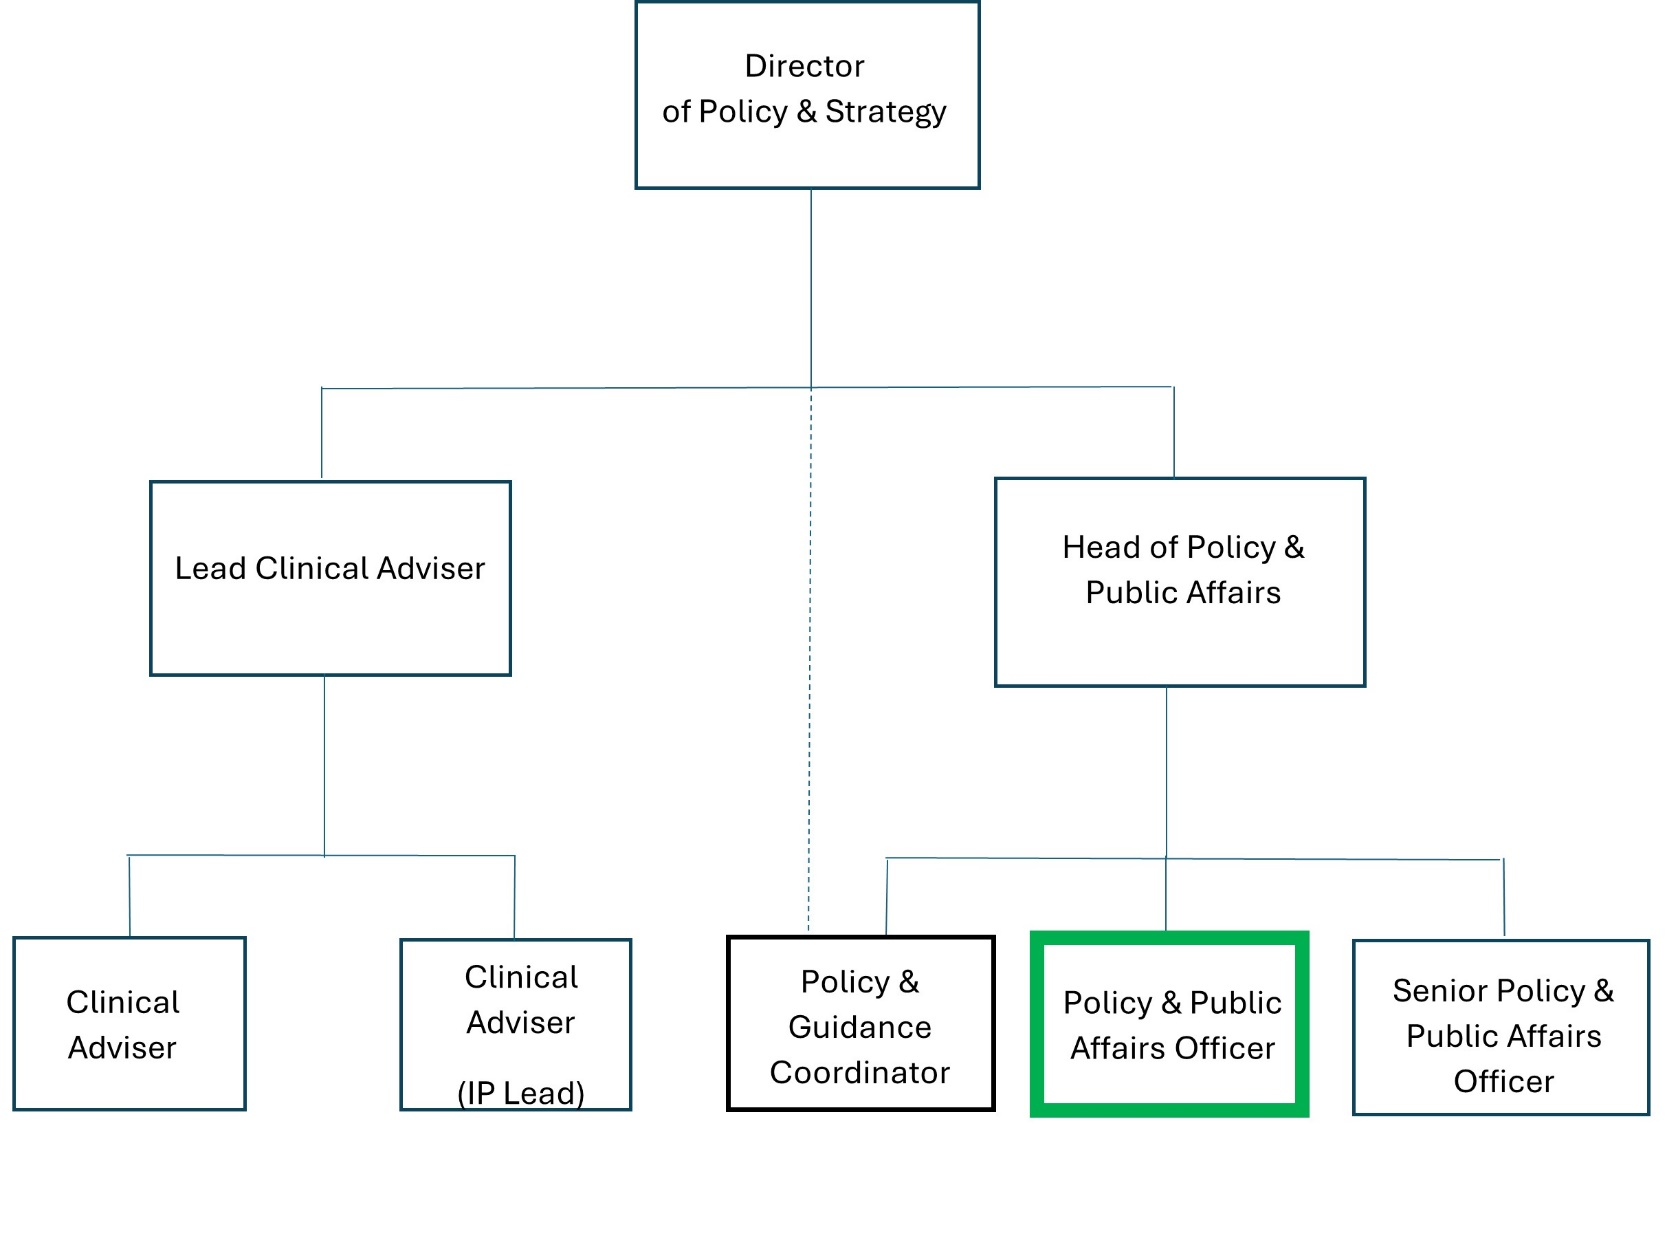 Director
of Policy & Strategy
Lead Clinical Adviser
Head of Policy &
Public Affairs
Clinical
Adviser
Clinical
Adviser
(IP Lead)
Policy &
Guidance
Coordinator
Policy & Public
Affairs Officer
Senior Policy &
Public Affairs
Officer